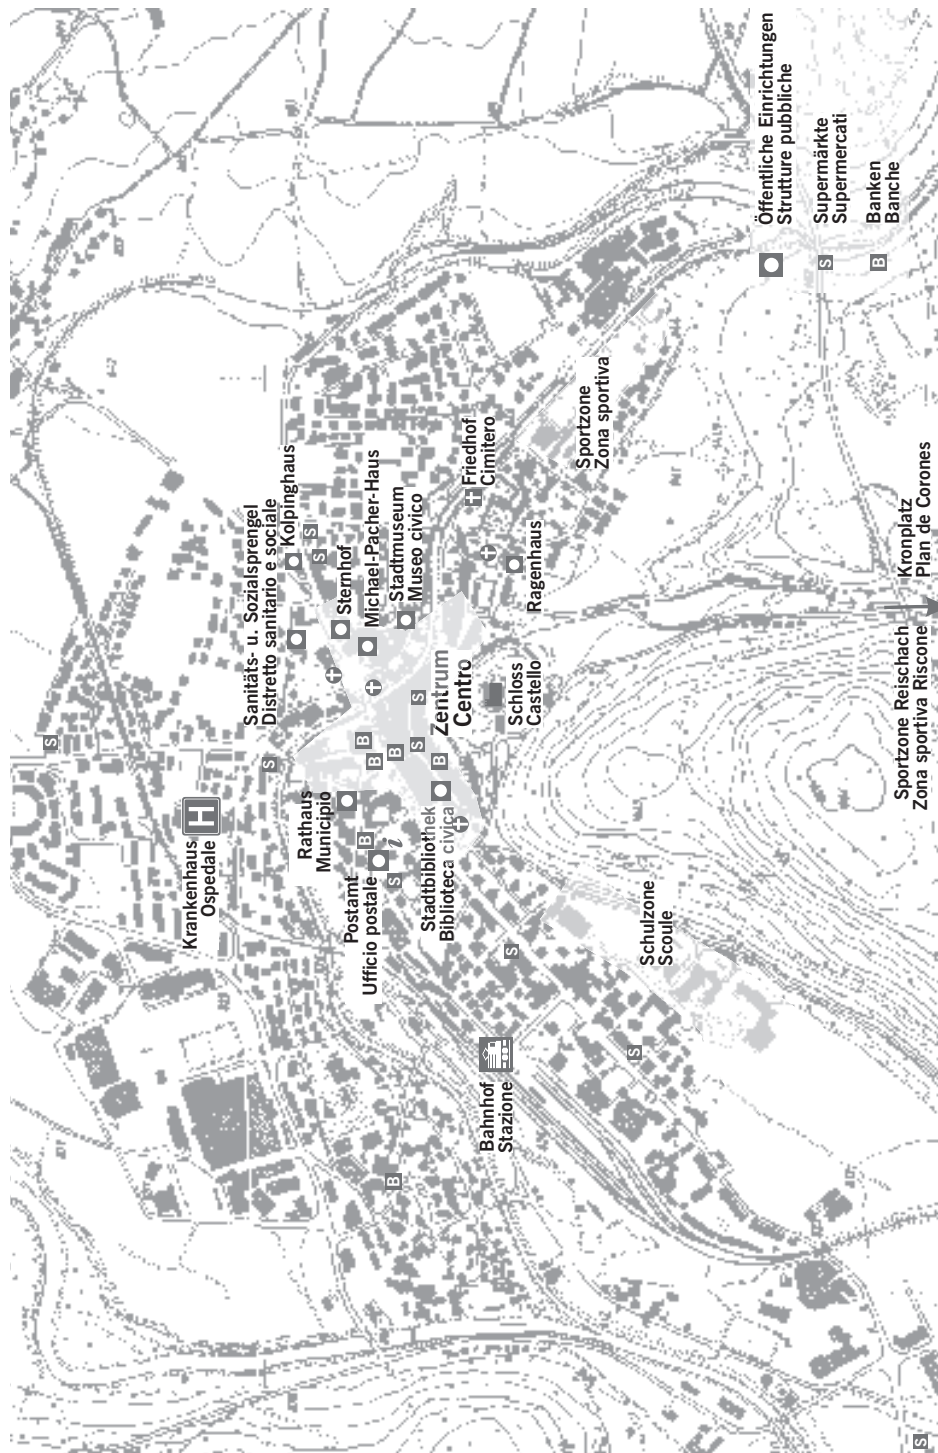 S
Krankenhaus
Ospedale
H
Sanitäts- u. Sozialsprengel
Distretto sanitario e sociale
S
Kolpinghaus
S
S
Rathaus
Municipio
Sternhof
Postamt
Ufficio postale
B
B
B
Michael-Pacher-Haus
B
S
i
B
Stadtmuseum
Museo civico
S
S
Stadtbibliothek
Biblioteca civica
B
Zentrum
Centro
Friedhof
Cimitero
Bahnhof
Stazione
S
Schloss
Castello
Ragenhaus
Sportzone
Zona sportiva
S
Schulzone
Scoule
Öffentliche Einrichtungen
Strutture pubbliche
S
Supermärkte
Supermercati
B
Banken
Banche
Sportzone Reischach
Zona sportiva Riscone
Kronplatz
Plan de Corones
S